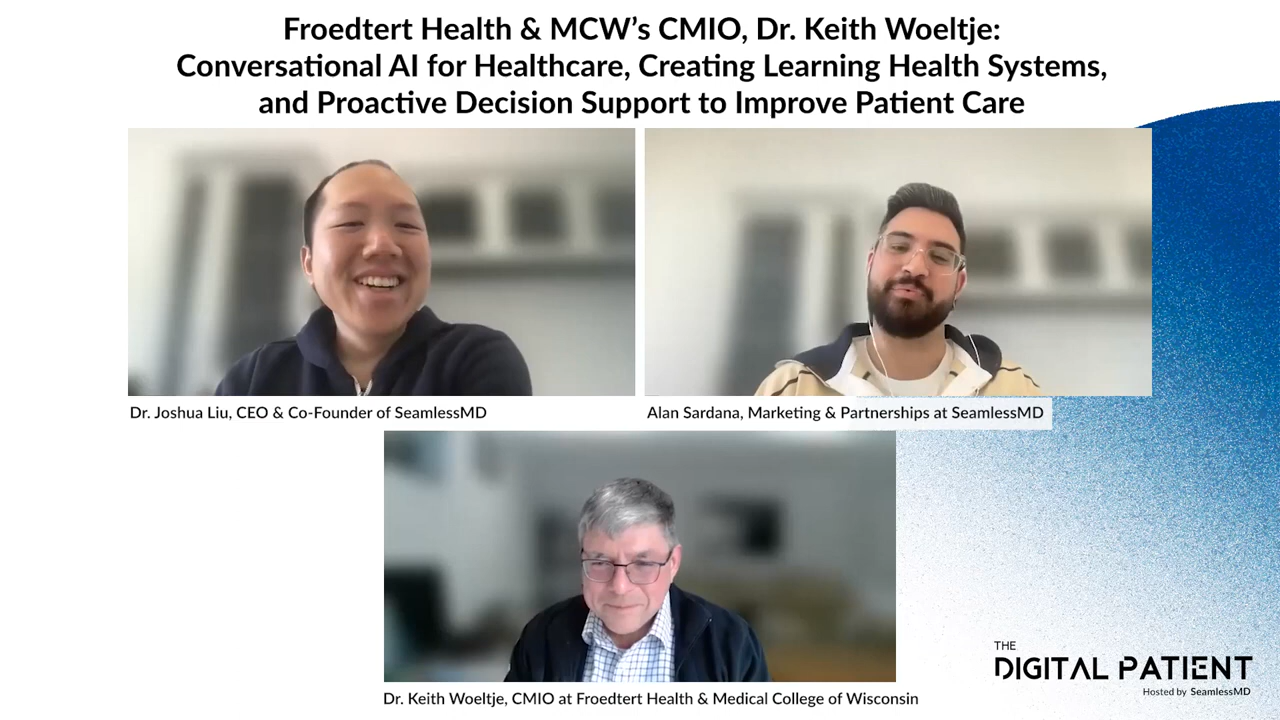 Froedtert Health & MCW’s CMIO, Dr. Keith Woeltje:
Conversational AI for Healthcare, Creating Learning Health Systems,
and Proactive Decision Support to Improve Patient Care
Dr. Joshua Liu, CEO & Co-Founder of SeamlessMD
Alan Sardana, Marketing & Partnerships at SeamlessMD
Dr. Keith Woeltje, CMIO at Froedtert Health & Medical College of Wisconsin
THE
DIGITAL PATIENT
Hosted by SeamlessMD